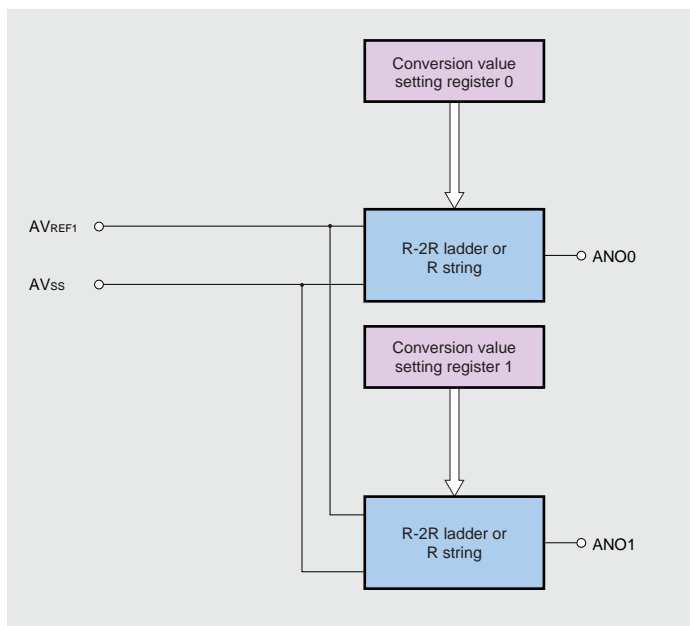 Conversion value
setting register 0
AVREF1
AVss
R-2R ladder or
R string
ANO0
Conversion value
setting register 1
R-2R ladder or
R string
ANO1